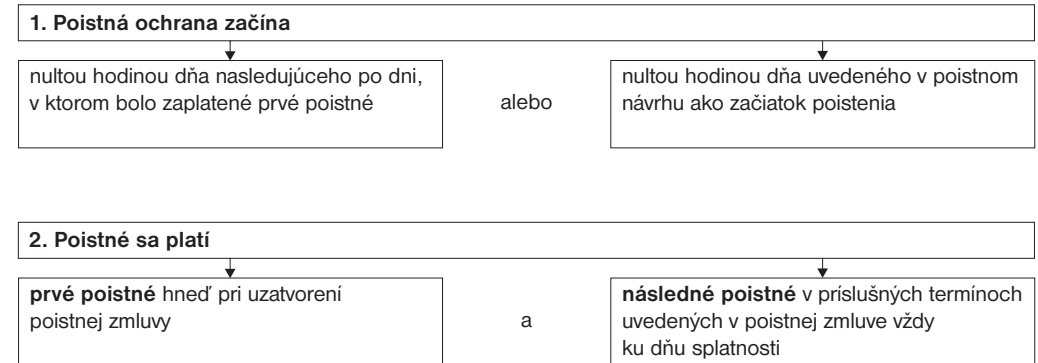 1. Poistná ochrana začína
nultou hodinou dňa nasledujúceho po dni,
v ktorom bolo zaplatené prvé poistné
alebo
nultou hodinou dňa uvedeného v poistnom
návrhu ako začiatok poistenia
2. Poistné sa platí
prvé poistné hneď pri uzatvorení
poistnej zmluvy
a
následné poistné v príslušných termínoch
uvedených v poistnej zmluve vždy
ku dňu splatnosti